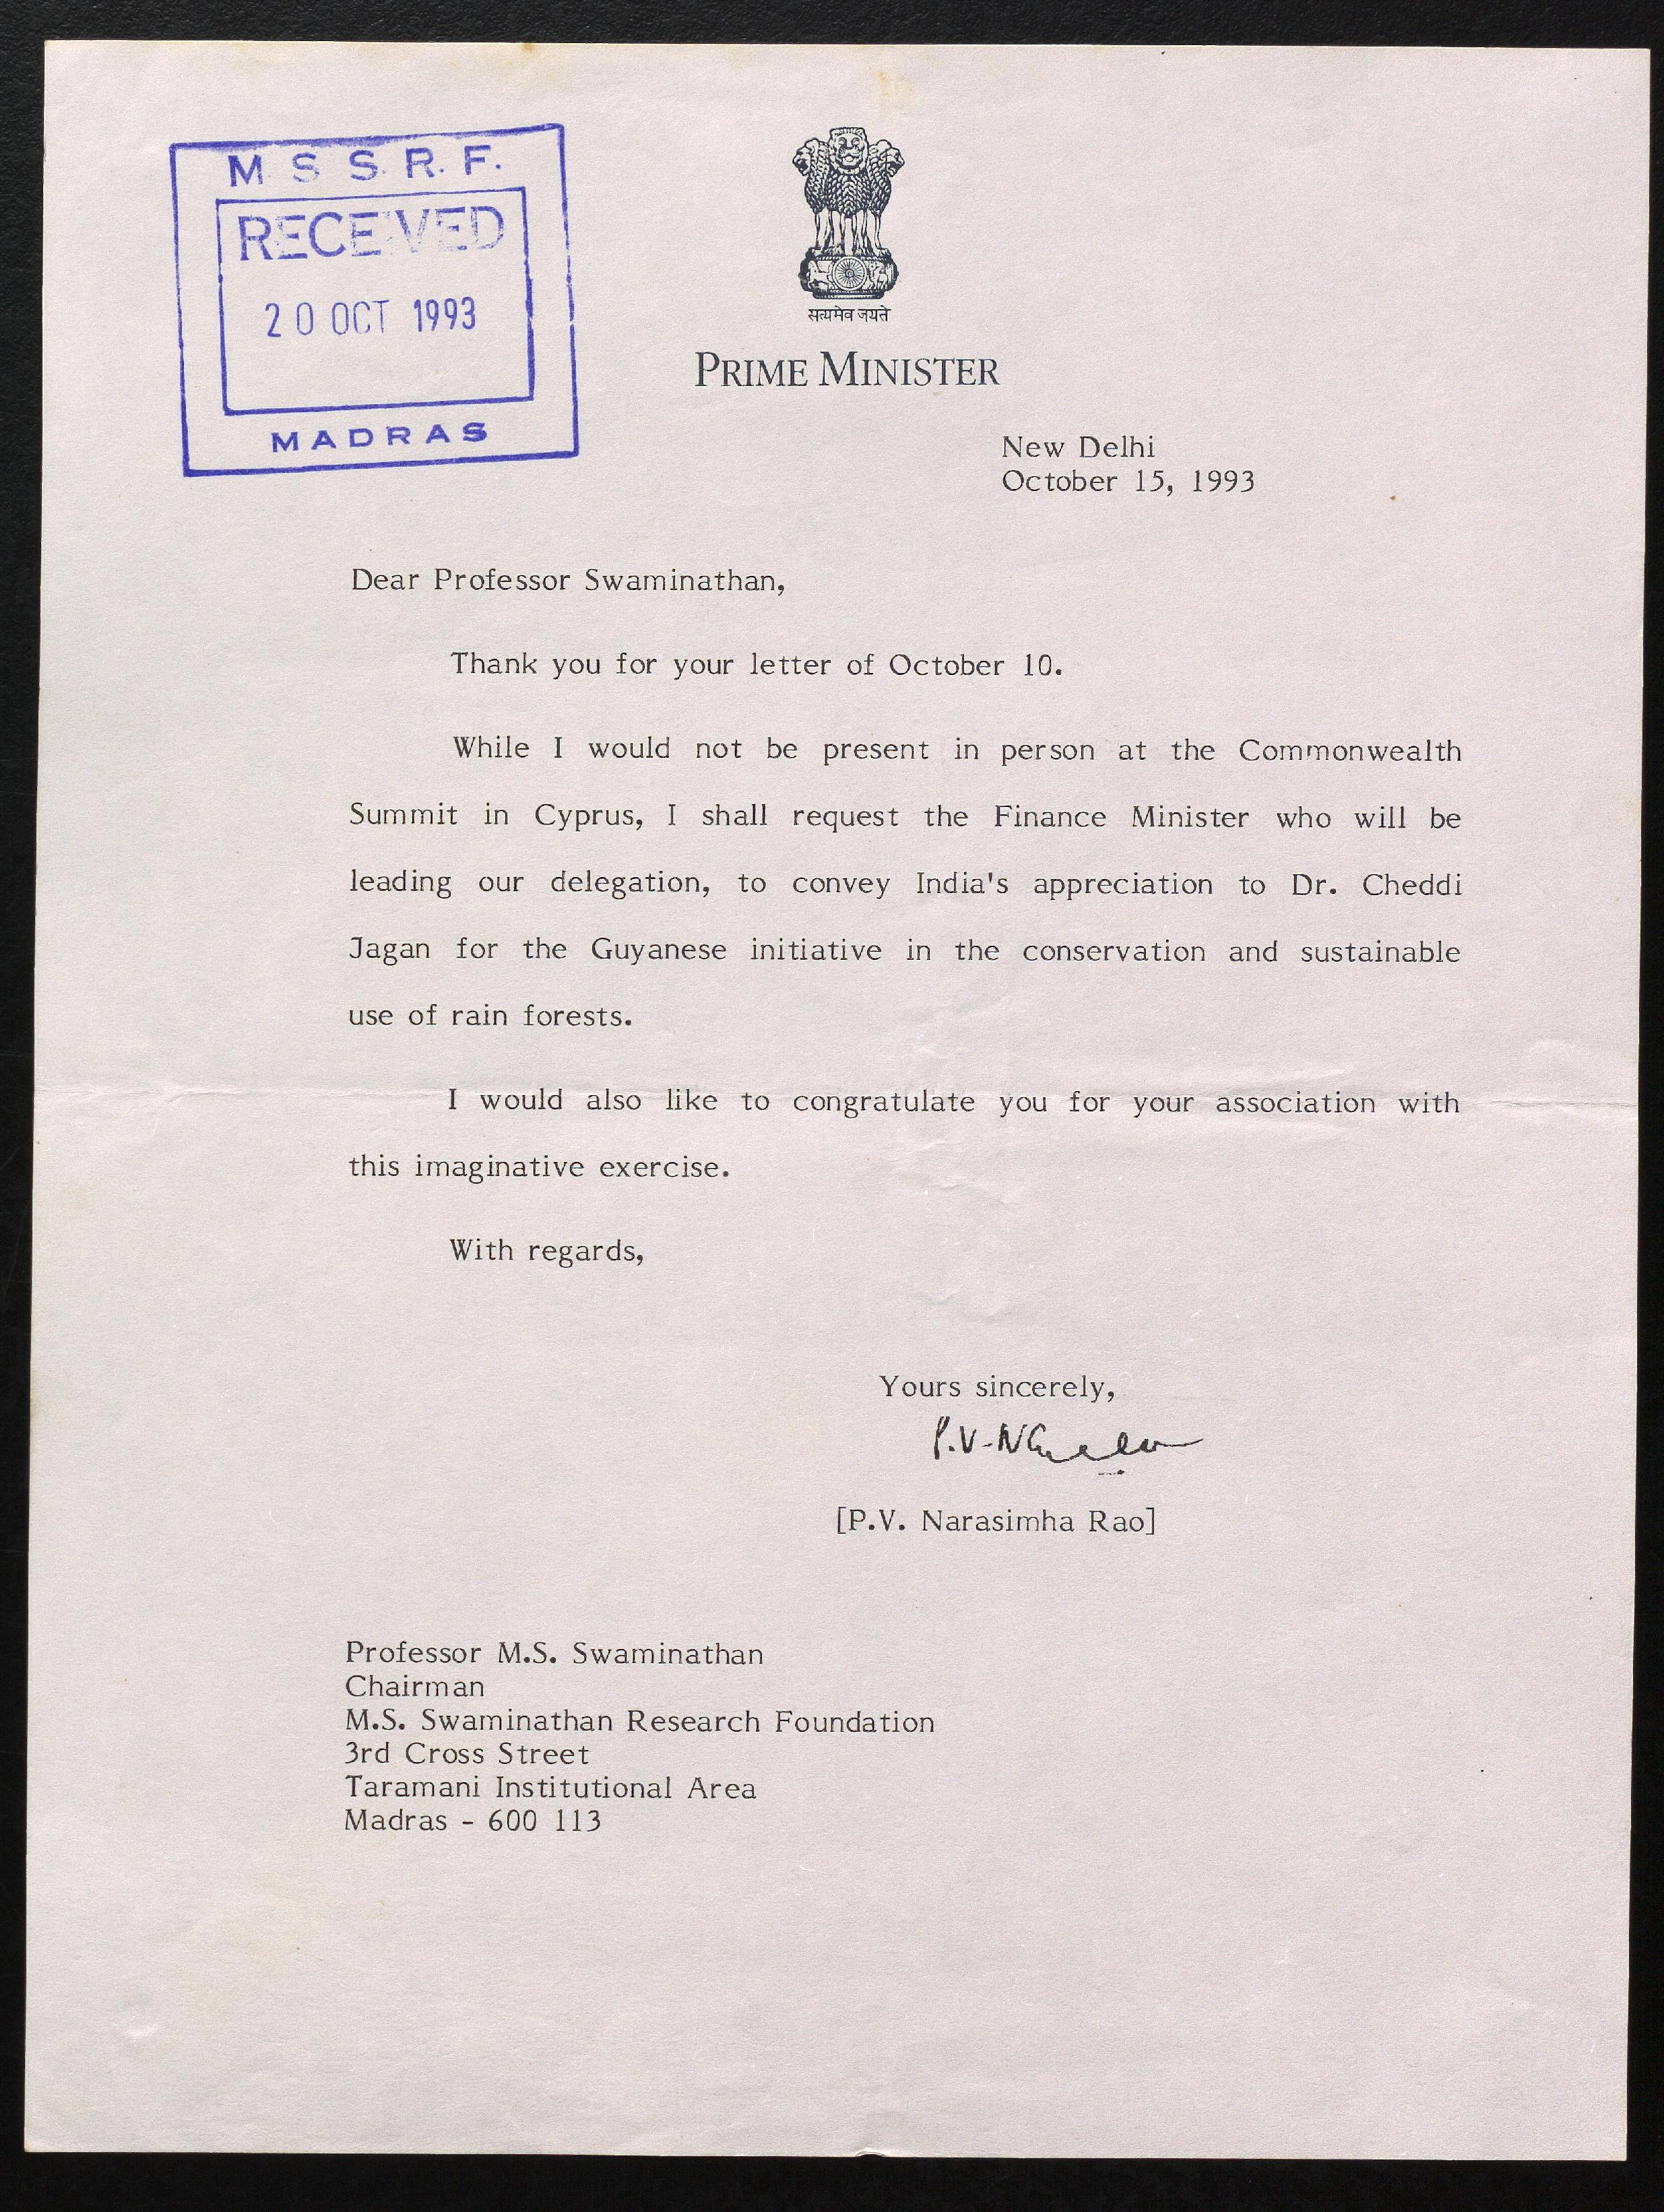 M.S.S.R.F.
RECEIVED
20 OCT 1993
MADRAS
सत्यमेव जयते
PRIME MINISTER
New Delhi
October 15, 1993
Dear Professor Swaminathan,
Thank you for your letter of October 10.
While I would not be present in person at the Commonwealth
Summit in Cyprus, I shall request the Finance Minister who will be
leading our delegation, to convey India's appreciation to Dr. Cheddi
Jagan for the Guyanese initiative in the conservation and sustainable
use of rain forests.
I would also like to congratulate you for your association with
this imaginative exercise.
With regards,
Yours sincerely,
[P.V. Narasimha Rao]
Professor M.S. Swaminathan
Chairman
M.S. Swaminathan Research Foundation
3rd Cross Street
Taramani Institutional Area
Madras - 600 113